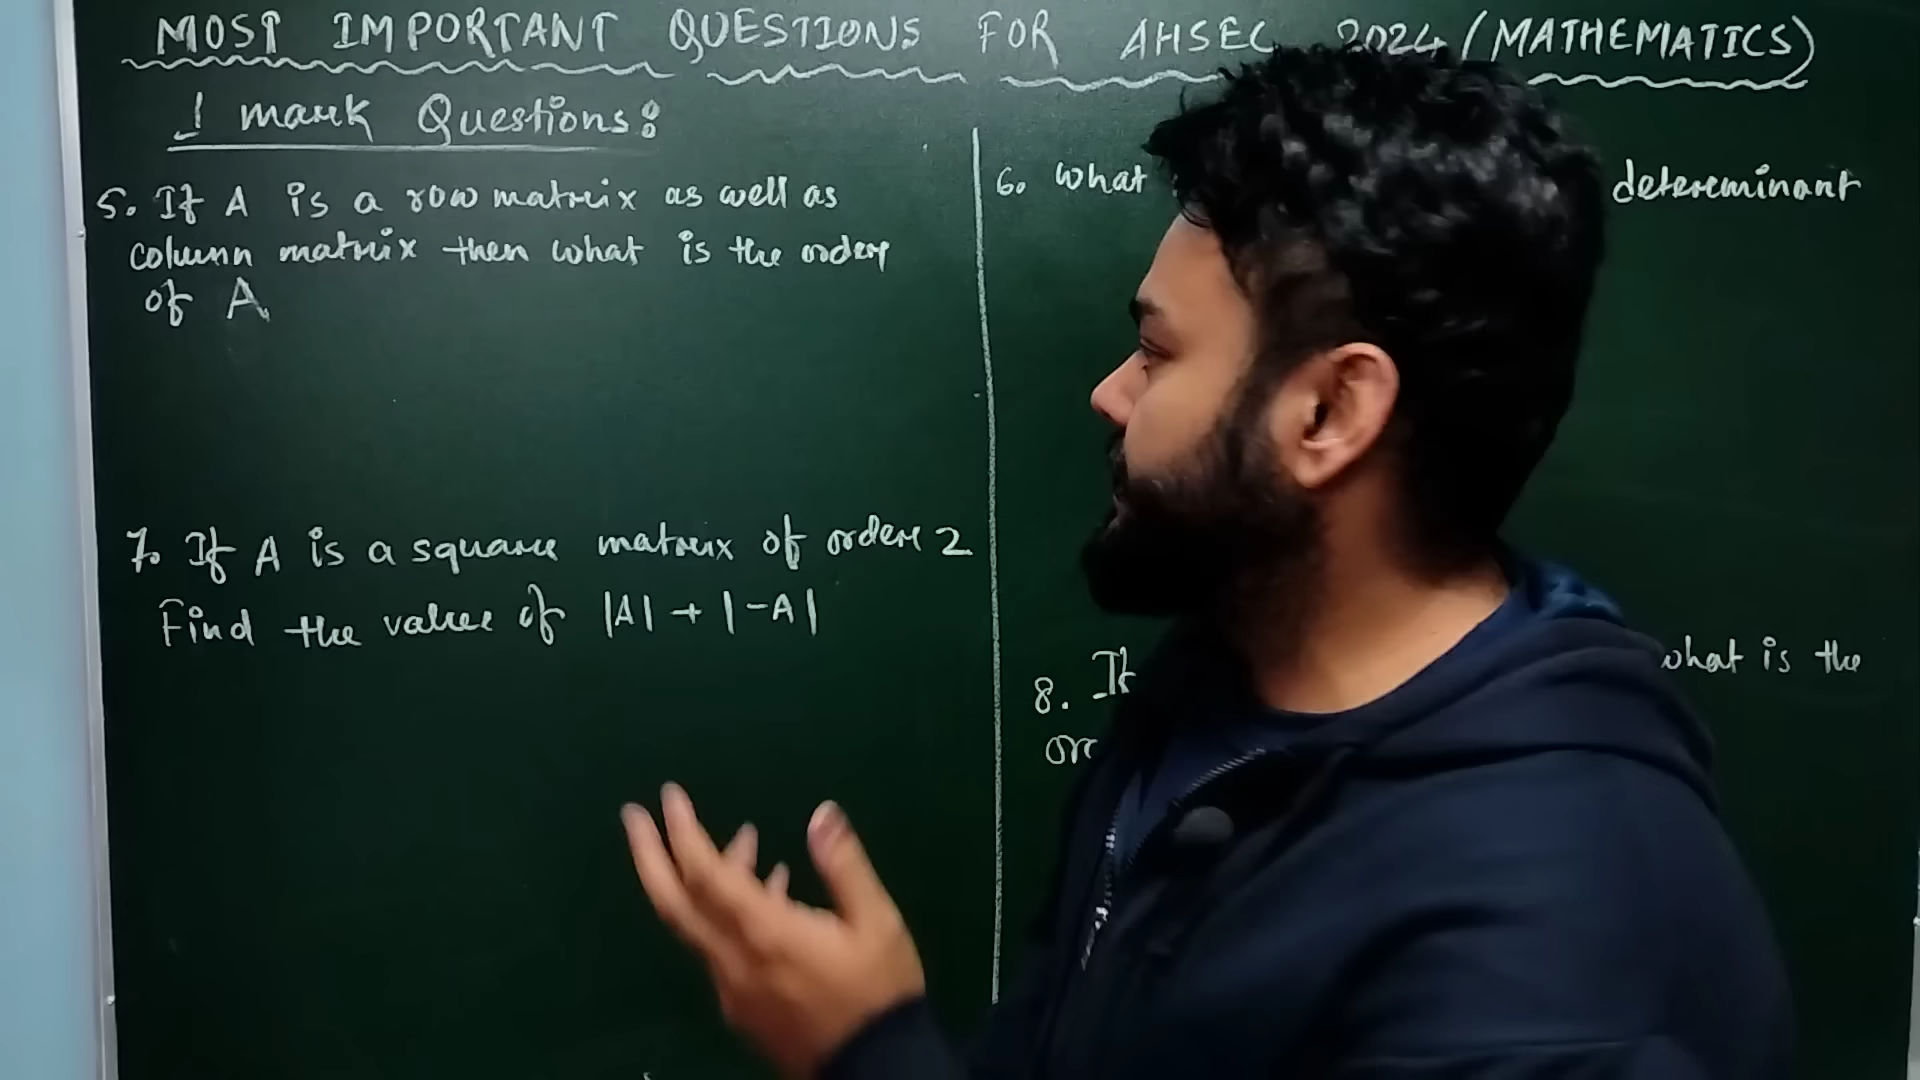 MOST IMPORTANT QUESTIONS FOR AHSEC 2024 (MATHEMATICS)
1 mark Questions:
5. If A is a row matrix as well as
column matrix then what is the order
of A
7. If A is a square matrix of order 2
Find the value of |A| + |-A|
6. What determinant
8. If what is the